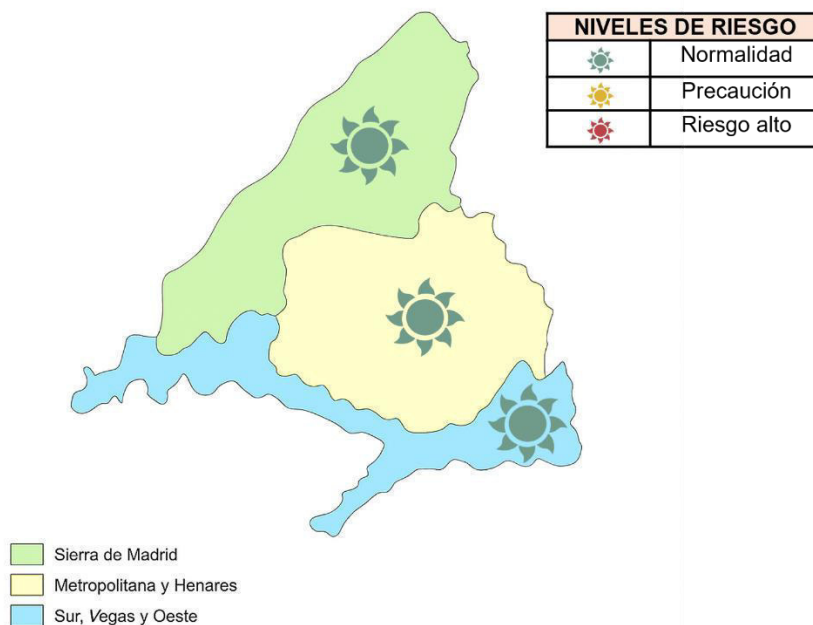 NIVELES DE RIESGO
Normalidad
Precaución
Riesgo alto
Sierra de Madrid
Metropolitana y Henares
Sur, Vegas y Oeste